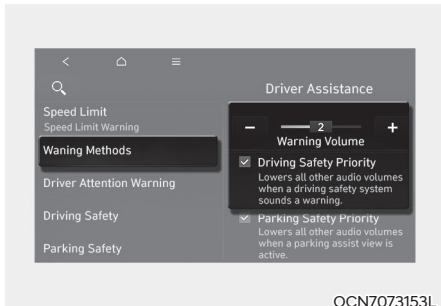 Driver Assistance
Speed Limit
Speed Limit Warning
Waning Methods
Driver Attention Warning
Driving Safety
Parking Safety
− 2 +
Warning Volume
Driving Safety Priority
Lowers all other audio volumes
when a driving safety system
sounds a warning.
Parking Safety Priority
Lowers all other audio volumes
when a parking assist view is
active.
OCN7073153L